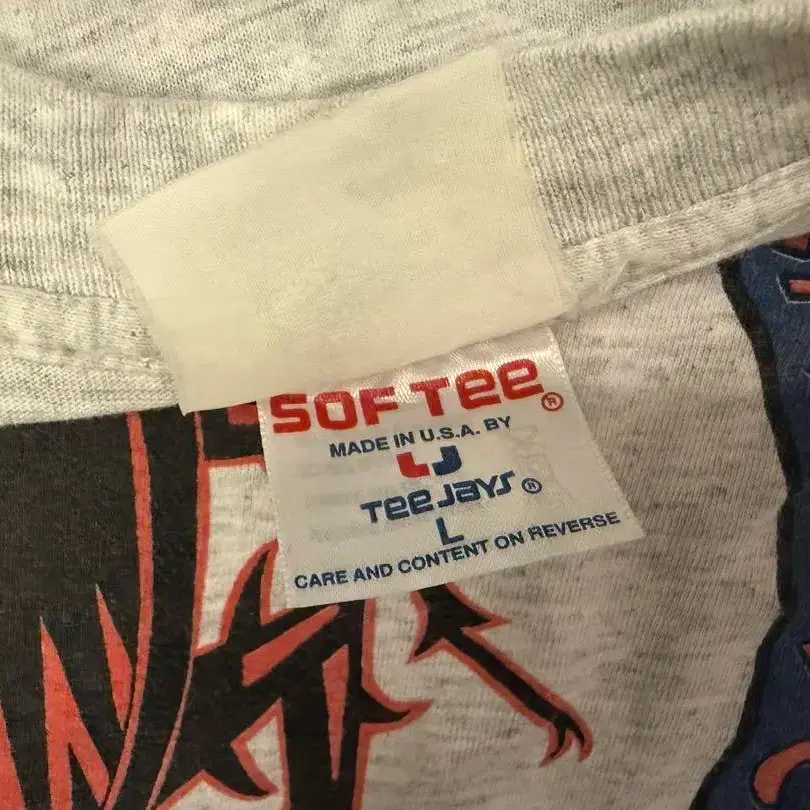 SOF TEE ®
MADE IN U.S.A. BY
TEE JAYS ®
L
CARE AND CONTENT ON REVERSE